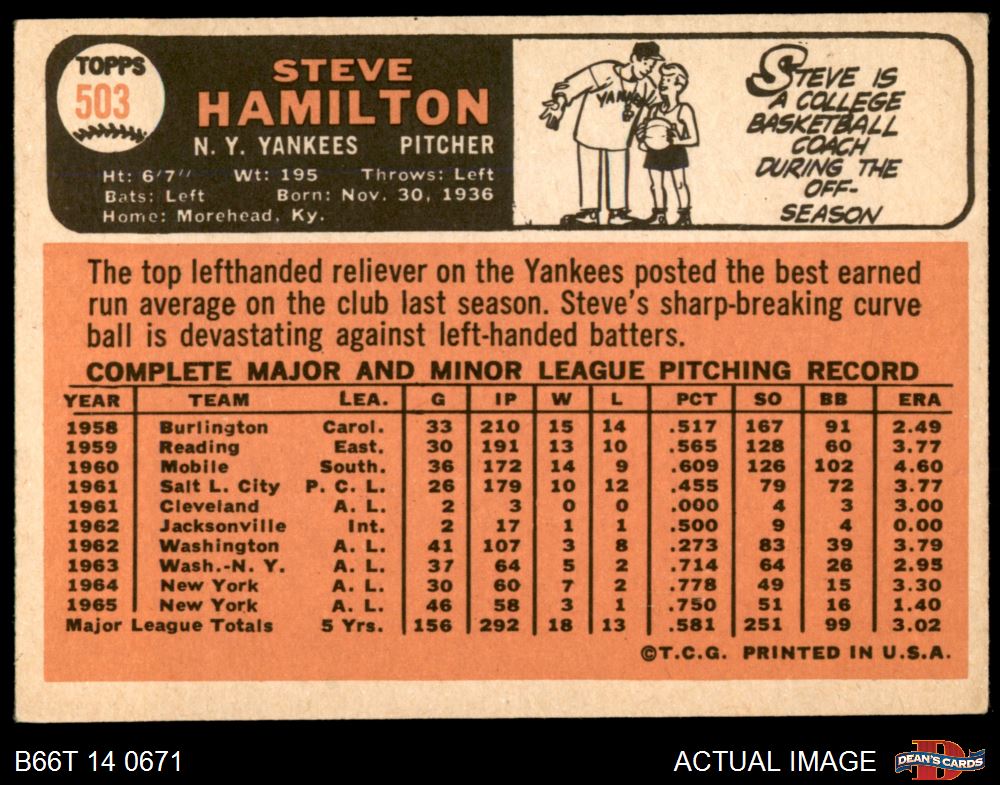 TOPPS
503
STEVE
HAMILTON
N. Y. YANKEES PITCHER
Ht: 6'7" Wt: 195 Throws: Left
Bats: Left Born: Nov. 30, 1936
Home: Morehead, Ky.
YANKEES
STEVE IS
A COLLEGE
BASKETBALL
COACH
DURING THE
OFF-
SEASON
The top lefthanded reliever on the Yankees posted the best earned
run average on the club last season. Steve's sharp-breaking curve
ball is devastating against left-handed batters.
COMPLETE MAJOR AND MINOR LEAGUE PITCHING RECORD
YEAR TEAM LEA. G IP W L PCT SO BB ERA
1958 Burlington Carol. 33 210 15 14 .517 167 91 2.49
1959 Reading East. 30 191 13 10 .565 128 60 3.77
1960 Mobile South. 36 172 14 9 .609 126 102 4.60
1961 Salt L. City P. C. L. 26 179 10 12 .455 79 72 3.77
1961 Cleveland A. L. 2 3 0 0 .000 4 3 3.00
1962 Jacksonville Int. 2 17 1 1 .500 9 4 0.00
1962 Washington A. L. 41 107 3 8 .273 83 39 3.79
1963 Wash.-N. Y. A. L. 37 64 5 2 .714 64 26 2.95
1964 New York A. L. 30 60 7 2 .778 49 15 3.30
1965 New York A. L. 46 58 3 1 .750 51 16 1.40
Major League Totals 5 Yrs. 156 292 18 13 .581 251 99 3.02
©T.C.G. PRINTED IN U.S.A.
B66T 14 0671
ACTUAL IMAGE
D
DEAN'S CARDS